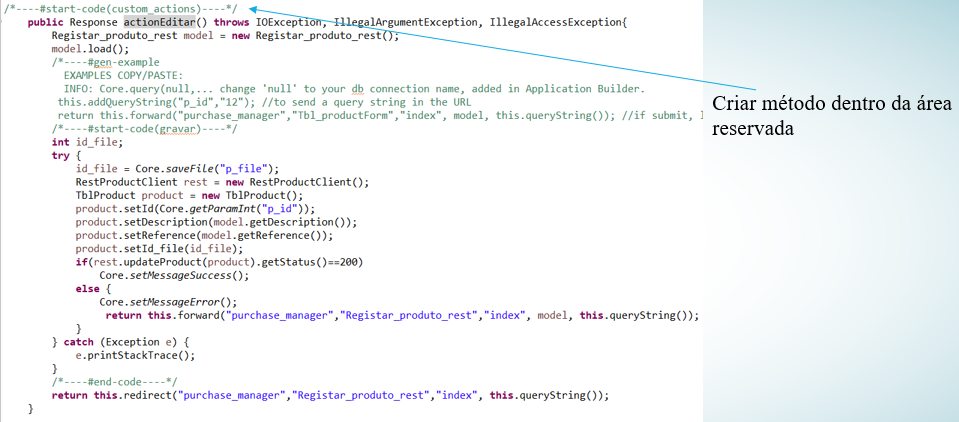 /*----#start-code(custom_actions)----*/
public Response actionEditar() throws IOException, IllegalArgumentException, IllegalAccessException{
Registar_produto_rest model = new Registar_produto_rest();
model.load();
/*----#gen-example
EXAMPLES COPY/PASTE:
INFO: Core.query(null,... change 'null' to your db connection name, added in Application Builder.
this.addQueryString("p_id","12"); //to send a query string in the URL
return this.forward("purchase_manager","Tbl_productForm","index", model, this.queryString()); //if submit,
/*----#start-code(gravar)----*/
int id_file;
try {
id_file = Core.saveFile("p_file");
RestProductClient rest = new RestProductClient();
TblProduct product = new TblProduct();
product.setId(Core.getParamInt("p_id"));
product.setDescription(model.getDescription());
product.setReference(model.getReference());
product.setId_file(id_file);
if(rest.updateProduct(product).getStatus()==200)
Core.setMessageSuccess();
else {
Core.setMessageError();
return this.forward("purchase_manager","Registar_produto_rest","index", model, this.queryString());
}
} catch (Exception e) {
e.printStackTrace();
}
/*----#end-code----*/
return this.redirect("purchase_manager","Registar_produto_rest","index", this.queryString());
}
Criar método dentro da área
reservada